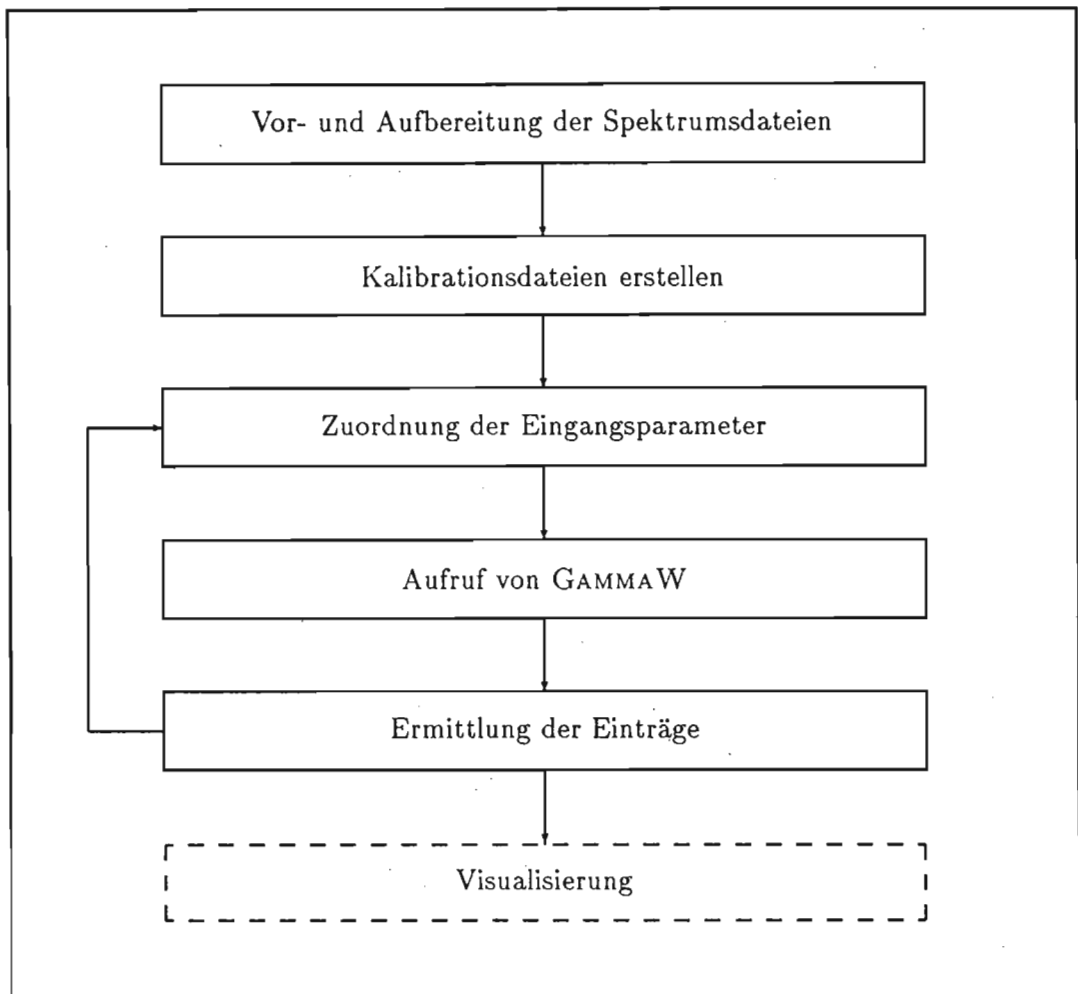 Vor- und Aufbereitung der Spektrumsdateien
Kalibrationsdateien erstellen
Zuordnung der Eingangsparameter
Aufruf von GAMMAW
Ermittlung der Einträge
Visualisierung